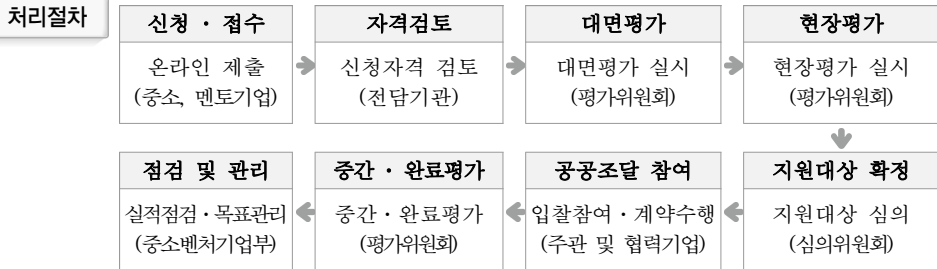 처리절차
신청 · 접수
온라인 제출
(중소, 멘토기업)
자격검토
신청자격 검토
(전담기관)
대면평가
대면평가 실시
(평가위원회)
현장평가
현장평가 실시
(평가위원회)
지원대상 확정
지원대상 심의
(심의위원회)
공공조달 참여
입찰참여 · 계약수행
(주관 및 협력기업)
중간 · 완료평가
중간 · 완료평가
(평가위원회)
점검 및 관리
실적점검 · 목표관리
(중소벤처기업부)